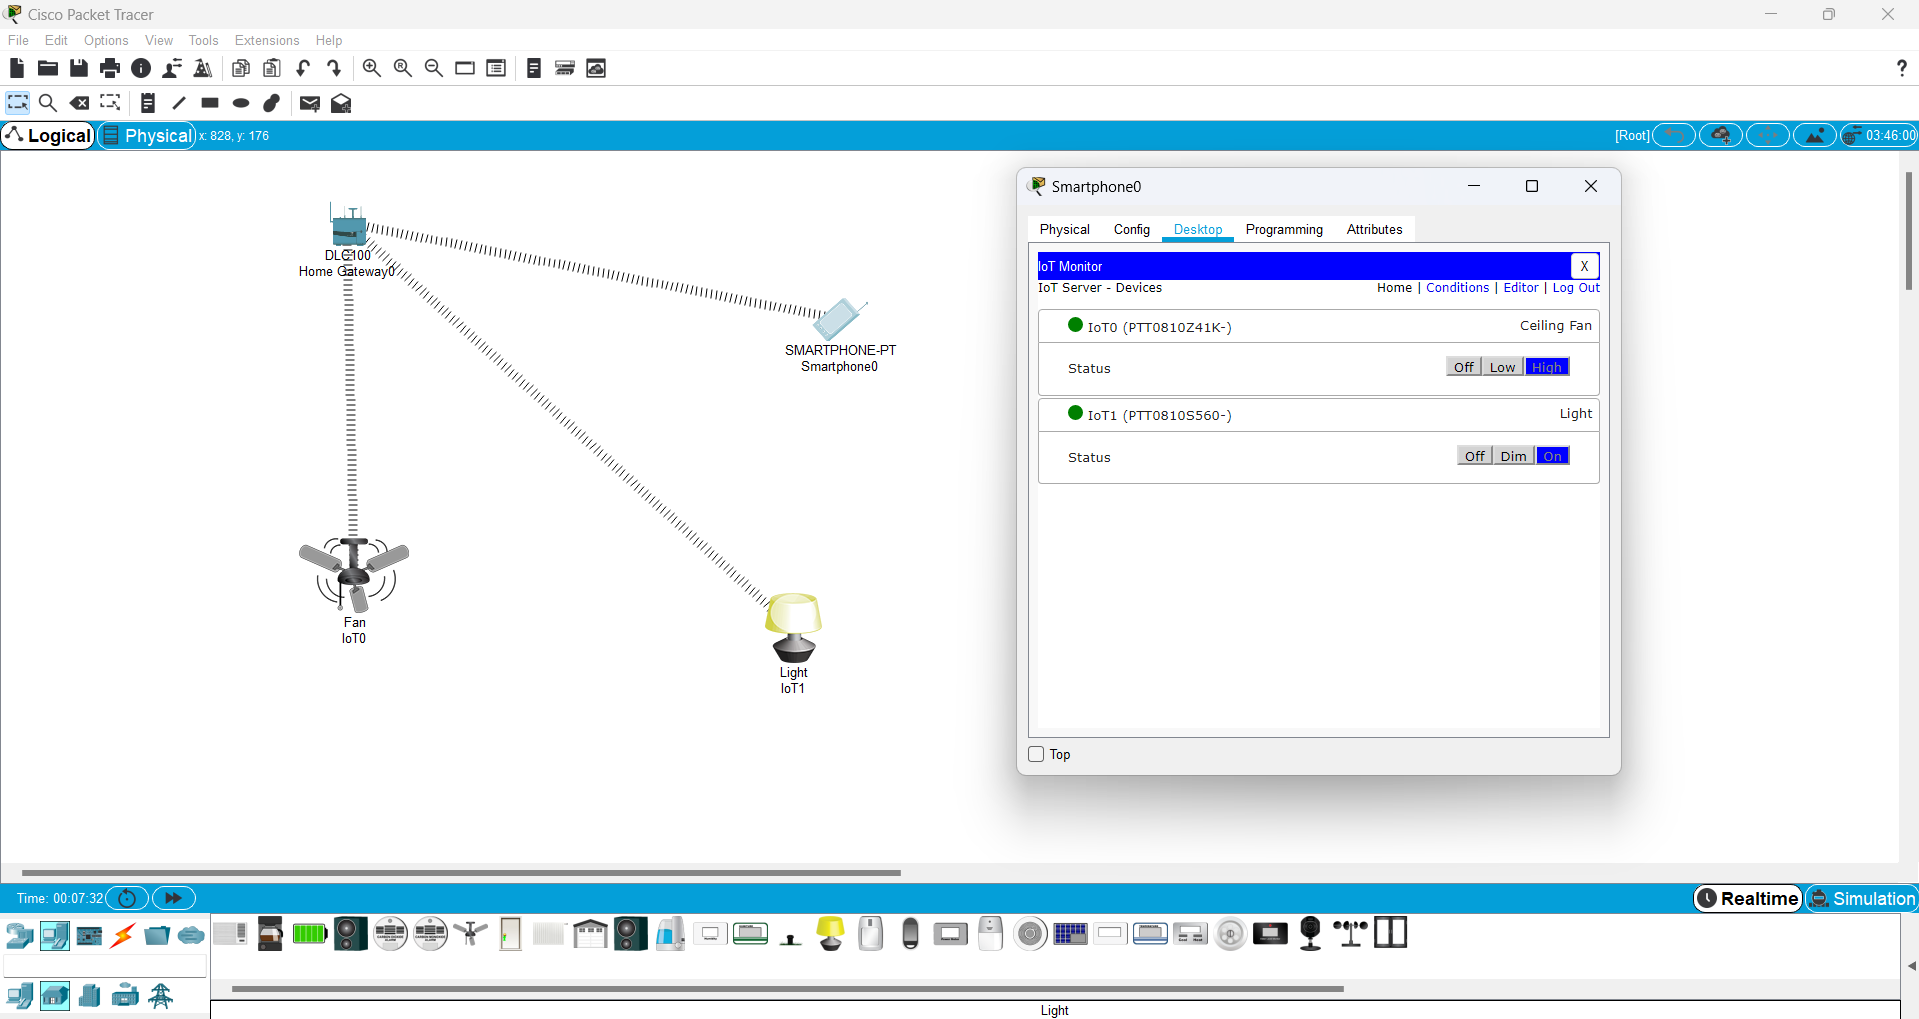 Cisco Packet Tracer
File Edit Options View Tools Extensions Help
Logical Physical x: 828, y: 176 [Root] 03:46:00
DLC100
Home Gateway0
SMARTPHONE-PT
Smartphone0
Fan
IoT0
Light
IoT1
Smartphone0
Physical Config Desktop Programming Attributes
IoT Monitor X
IoT Server - Devices Home | Conditions | Editor | Log Out
IoT0 (PTT0810Z41K-) Ceiling Fan
Status Off Low High
IoT1 (PTT0810S560-) Light
Status Off Dim On
Top
Time: 00:07:32 Realtime Simulation
Light